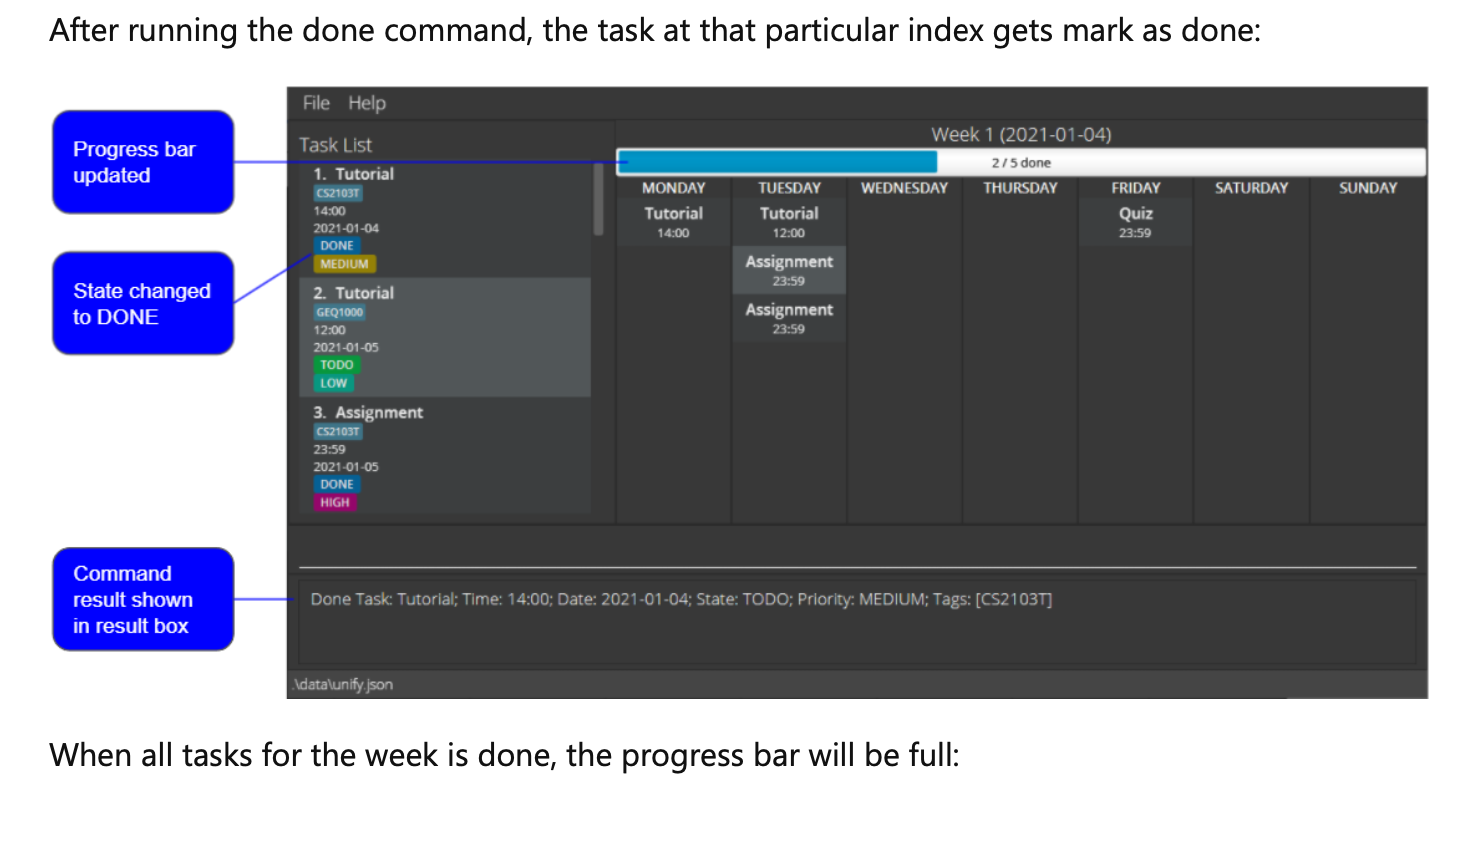 After running the done command, the task at that particular index gets mark as done:
Progress bar
updated
State changed
to DONE
Command
result shown
in result box
File Help
Task List
1. Tutorial
CS2103T
14:00
2021-01-04
DONE
MEDIUM
2. Tutorial
GEQ1000
12:00
2021-01-05
TODO
LOW
3. Assignment
CS2103T
23:59
2021-01-05
DONE
HIGH
Week 1 (2021-01-04)
2 / 5 done
MONDAY TUESDAY WEDNESDAY THURSDAY FRIDAY SATURDAY SUNDAY
Tutorial Tutorial Quiz
14:00 12:00 23:59
Assignment
23:59
Assignment
23:59
Done Task: Tutorial; Time: 14:00; Date: 2021-01-04; State: TODO; Priority: MEDIUM; Tags: [CS2103T]
.\data\unify.json
When all tasks for the week is done, the progress bar will be full: